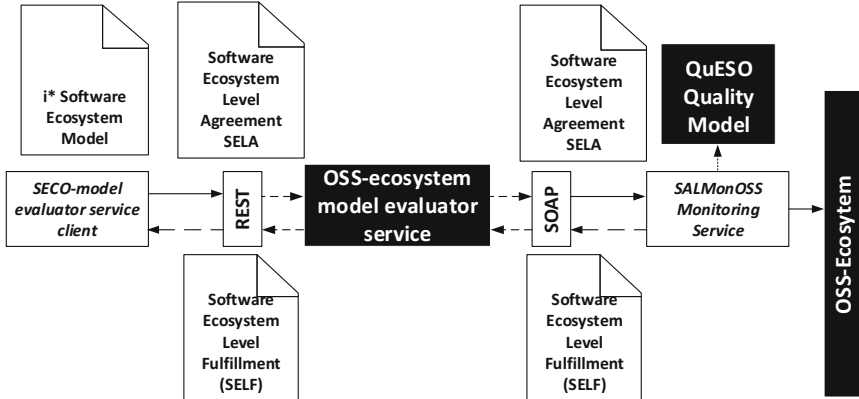 i* Software
Ecosystem
Model
Software
Ecosystem
Level
Agreement
SELA
Software
Ecosystem
Level
Agreement
SELA
QuESO
Quality
Model
SECO-model
evaluator service
client
REST
OSS-ecosystem
model evaluator
service
SOAP
SALMonOSS
Monitoring
Service
OSS-Ecosytem
Software
Ecosystem
Level
Fulfillment
(SELF)
Software
Ecosystem
Level
Fulfillment
(SELF)